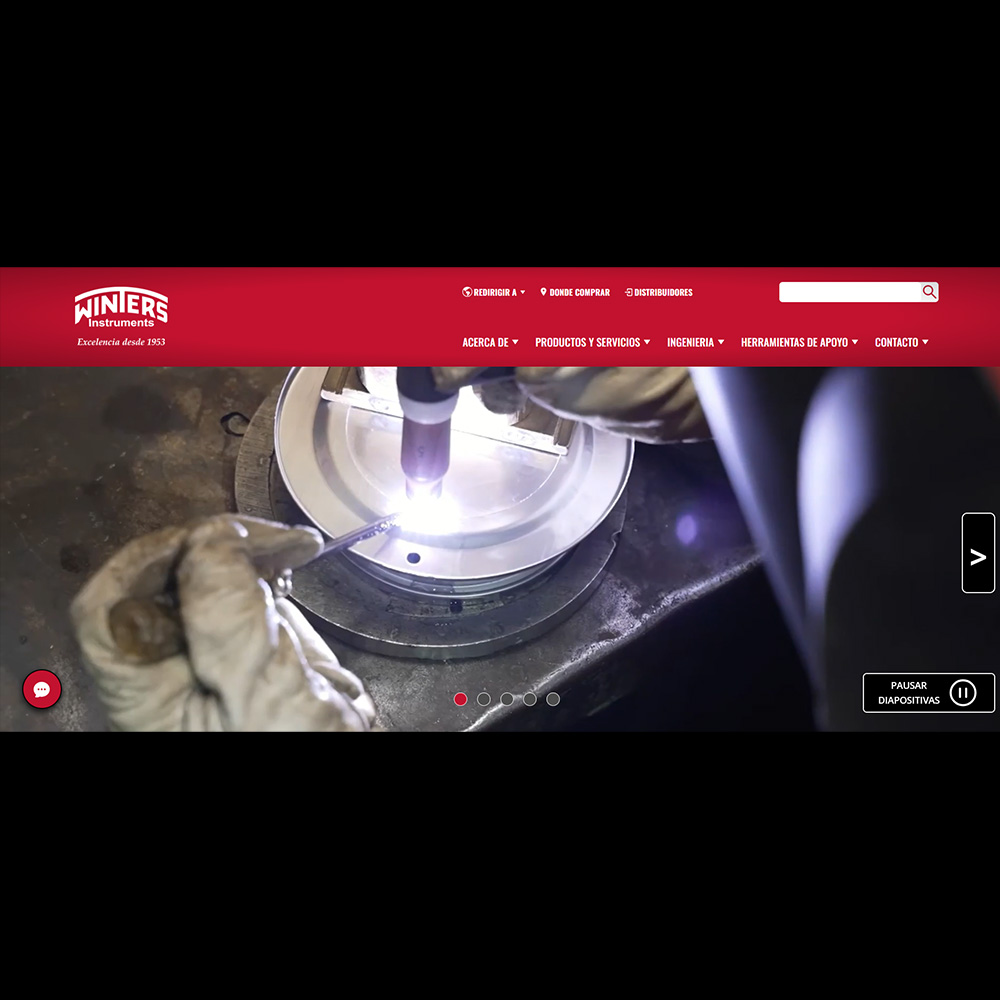 WINTERS
Instruments
Excelencia desde 1953
REDIRIGIR A
DONDE COMPRAR
DISTRIBUIDORES
ACERCA DE
PRODUCTOS Y SERVICIOS
INGENIERIA
HERRAMIENTAS DE APOYO
CONTACTO
>
PAUSAR
DIAPOSITIVAS